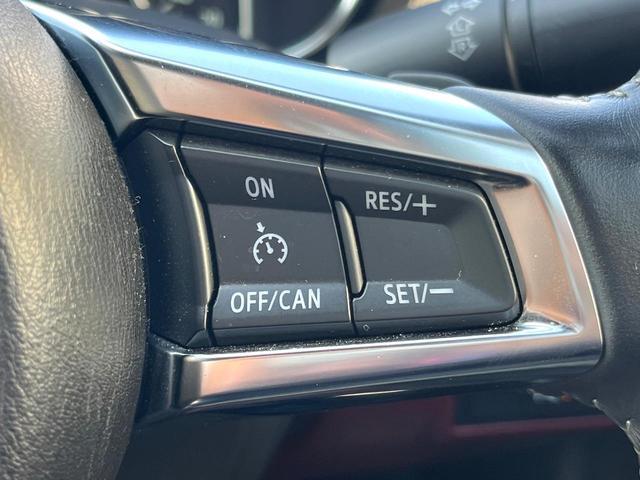 ON
RES/+
OFF/CAN
SET/−